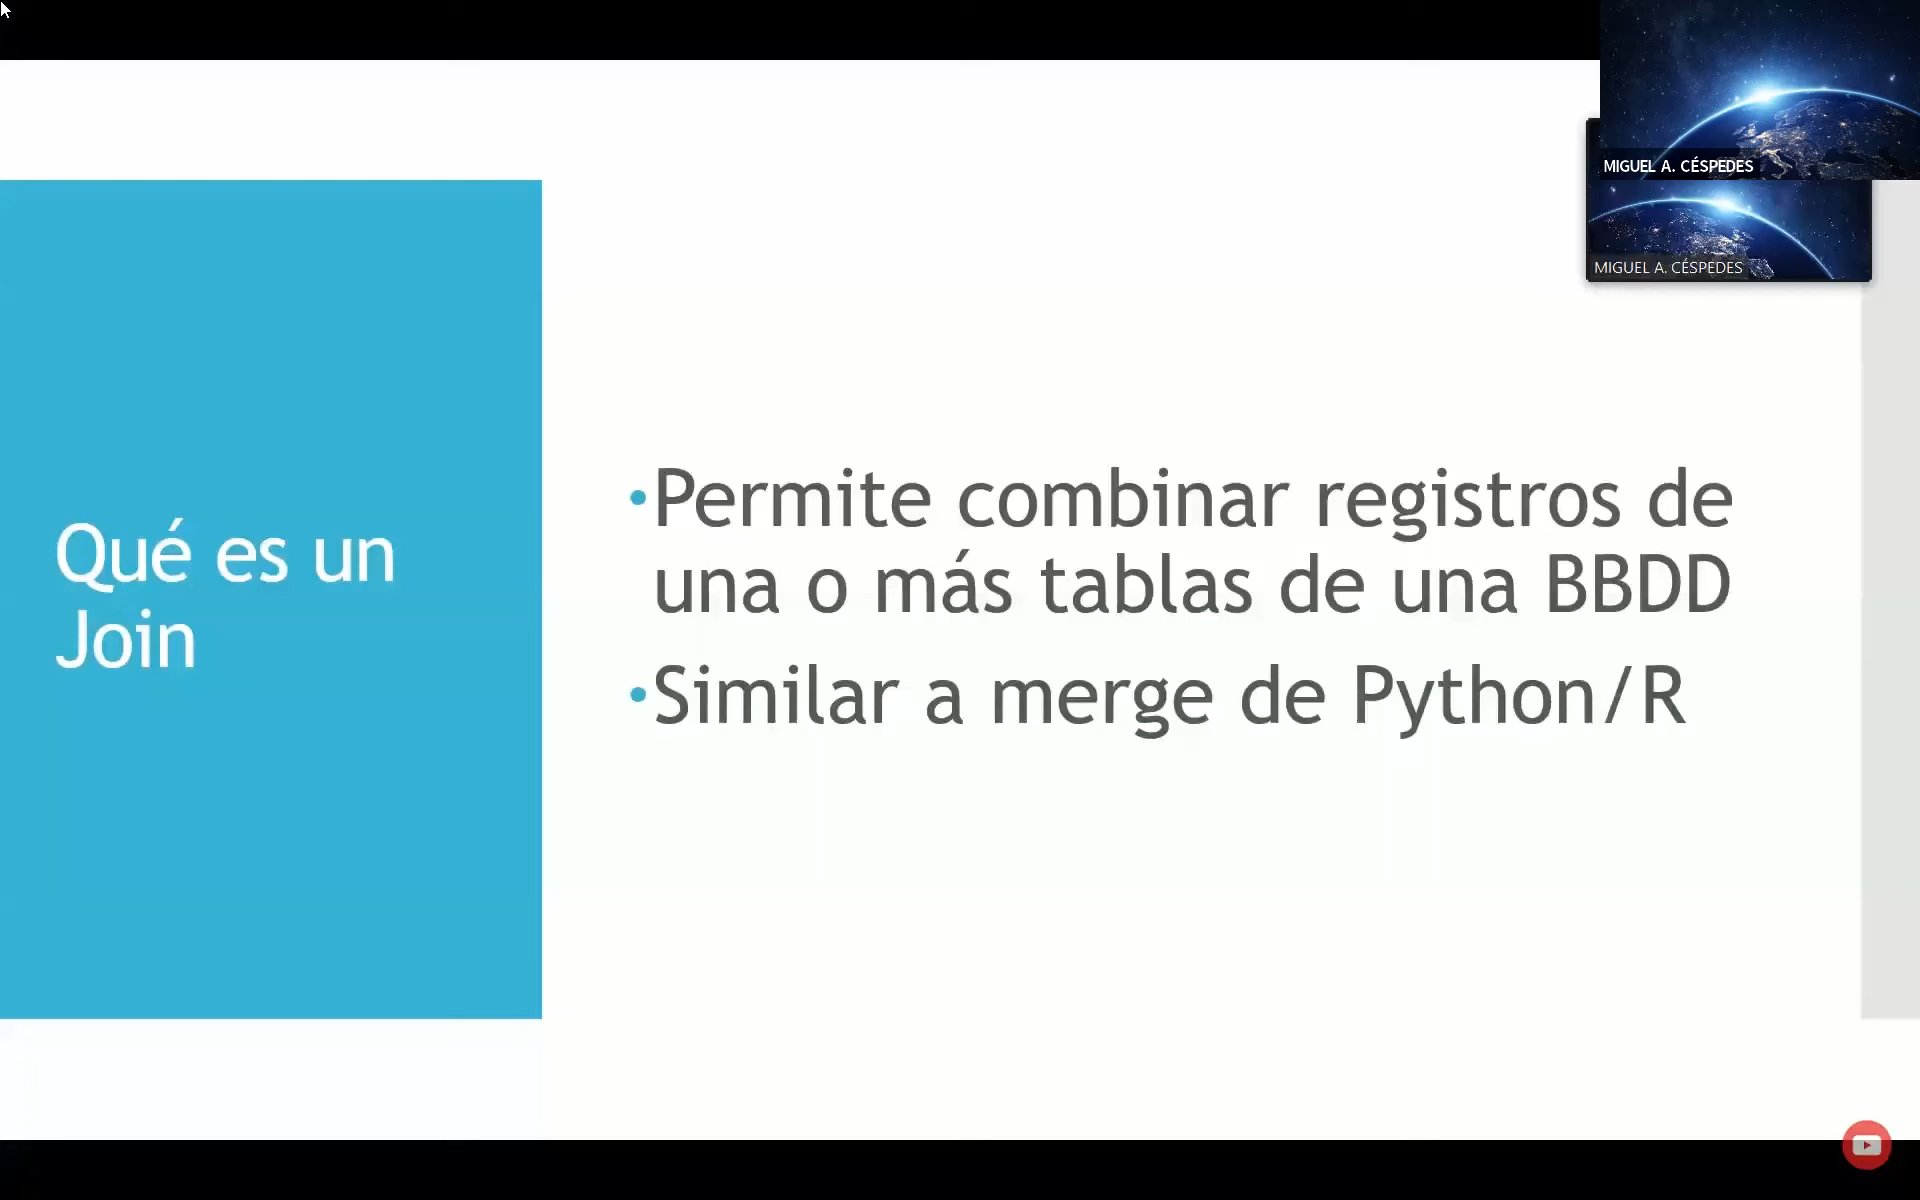 MIGUEL A. CÉSPEDES
MIGUEL A. CÉSPEDES
Qué es un
Join
•Permite combinar registros de
una o más tablas de una BBDD
•Similar a merge de Python/R